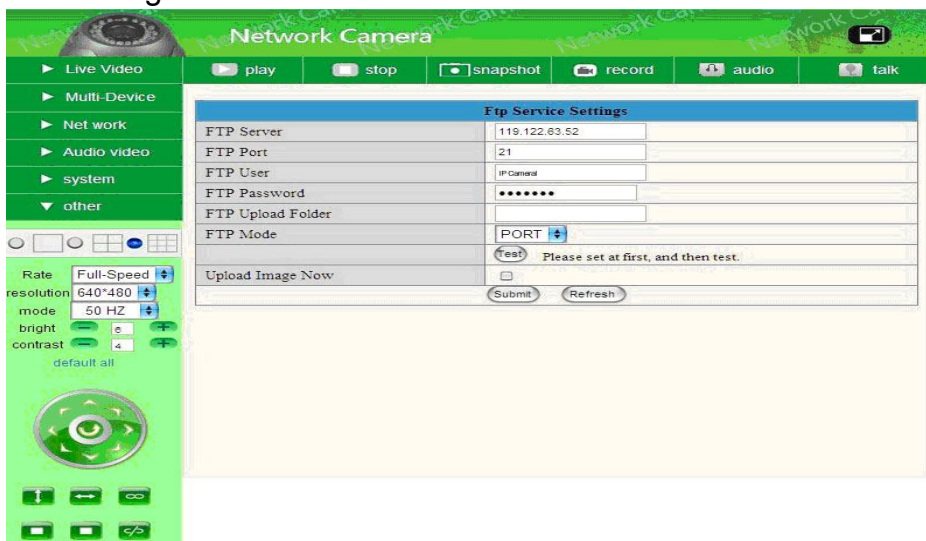 Network Camera
Live Video
play
stop
snapshot
record
audio
talk
Multi-Device
Net work
Audio video
system
other
Ftp Service Settings
FTP Server 119.122.63.52
FTP Port 21
FTP User IPCameral
FTP Password •••••••
FTP Upload Folder
FTP Mode PORT
Test Please set at first, and then test.
Upload Image Now
Submit Refresh
Rate Full-Speed
resolution 640*480
mode 50 HZ
bright 6
contrast 4
default all